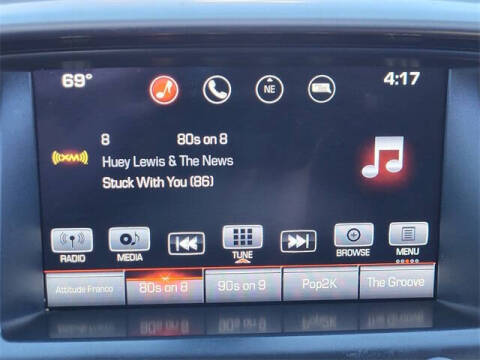 69°
NE
4:17
8 80s on 8
((XM)) Huey Lewis & The News
Stuck With You (86)
RADIO MEDIA TUNE BROWSE MENU
Attitude Franco 80s on 8 90s on 9 Pop2K The Groove